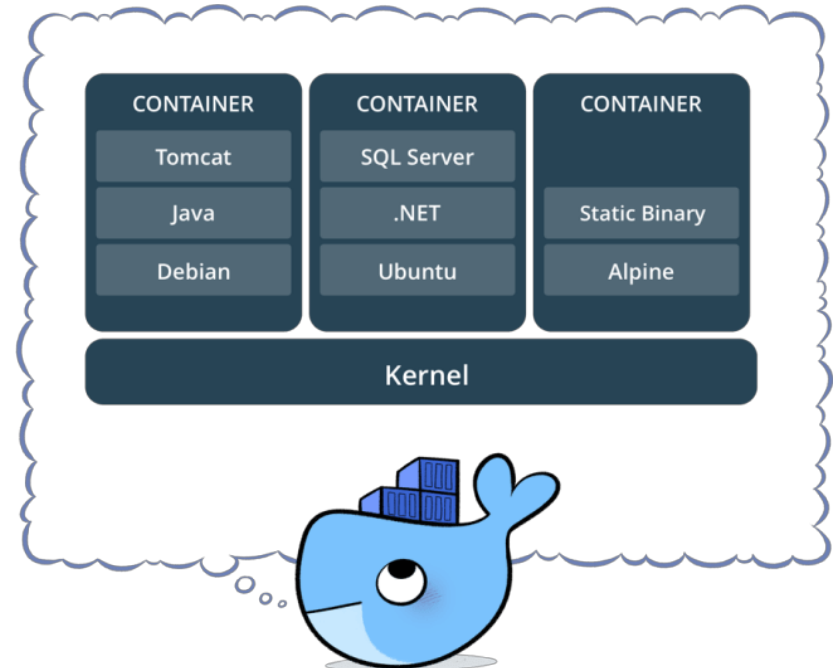 CONTAINER
Tomcat
Java
Debian
CONTAINER
SQL Server
.NET
Ubuntu
CONTAINER
Static Binary
Alpine
Kernel